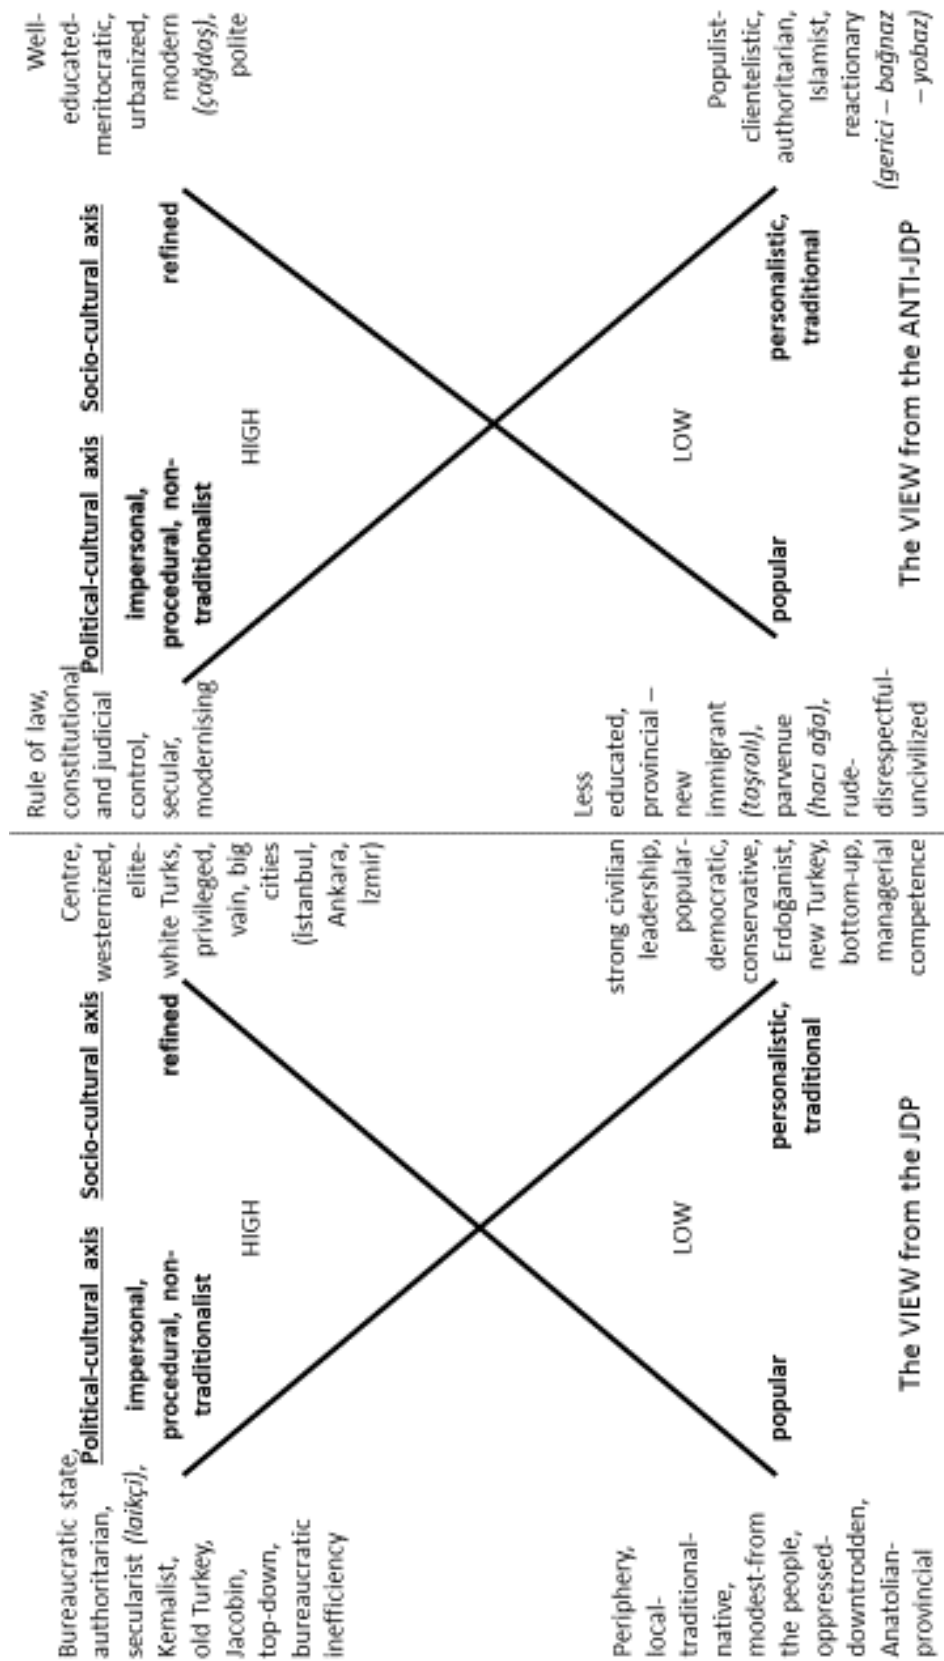 Bureaucratic state,
authoritarian,
secularist (laikçi),
Kemalist,
old Turkey,
Jacobin,
top-down,
bureaucratic
inefficiency
Political-cultural axis
impersonal,
procedural, non-
traditionalist
Socio-cultural axis
refined
Centre,
westernized,
elite-
white Turks,
privileged,
vain, big
cities
(İstanbul,
Ankara,
İzmir)
HIGH
LOW
Periphery,
local-
traditional-
native,
modest-from
the people,
oppressed-
downtrodden,
Anatolian-
provincial
popular
personalistic,
traditional
strong civilian
leadership,
popular-
democratic,
conservative,
Erdoğanist,
new Turkey,
bottom-up,
managerial
competence
The VIEW from the JDP
Rule of law,
constitutional
and judicial
control,
secular,
modernising
Political-cultural axis
impersonal,
procedural, non-
traditionalist
Socio-cultural axis
refined
Well-
educated-
meritocratic,
urbanized,
modern
(çağdaş),
polite
HIGH
LOW
Less
educated,
provincial –
new
immigrant
(taşralı),
parvenue
(hacı ağa),
rude-
disrespectful-
uncivilized
popular
personalistic,
traditional
Populist-
clientelistic,
authoritarian,
Islamist,
reactionary
(gerici – bağnaz
– yobaz)
The VIEW from the ANTI-JDP